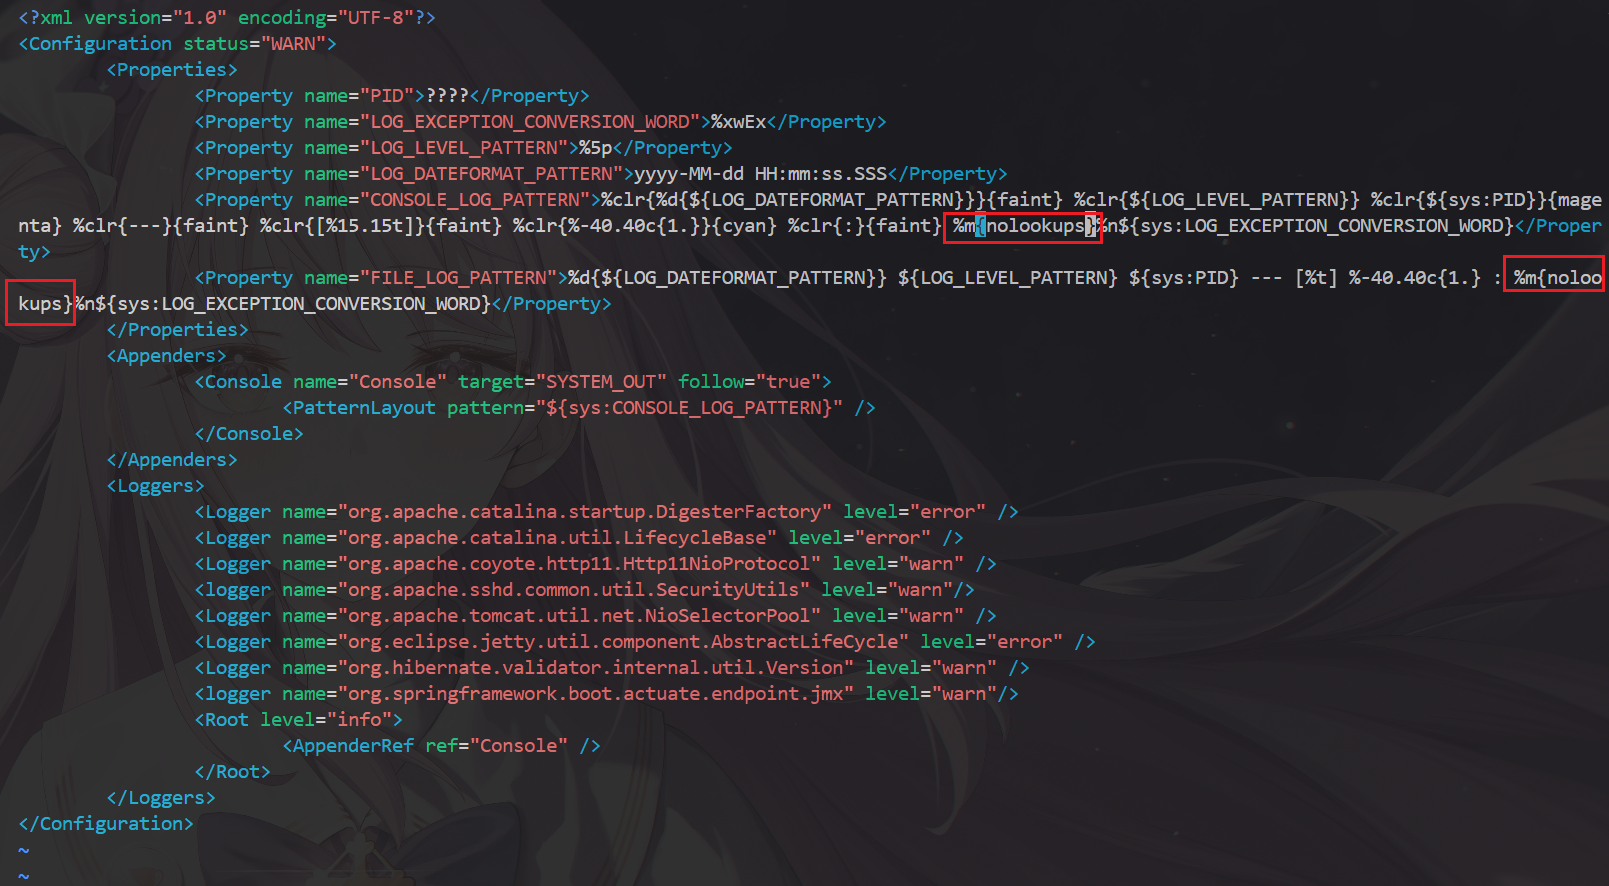 <?xml version="1.0" encoding="UTF-8"?>
<Configuration status="WARN">
<Properties>
<Property name="PID">????</Property>
<Property name="LOG_EXCEPTION_CONVERSION_WORD">%xwEx</Property>
<Property name="LOG_LEVEL_PATTERN">%5p</Property>
<Property name="LOG_DATEFORMAT_PATTERN">yyyy-MM-dd HH:mm:ss.SSS</Property>
<Property name="CONSOLE_LOG_PATTERN">%clr{%d{${LOG_DATEFORMAT_PATTERN}}}{faint} %clr{${LOG_LEVEL_PATTERN}} %clr{${sys:PID}}{mage
nta} %clr{---}{faint} %clr{[%15.15t]}{faint} %clr{%-40.40c{1.}}{cyan} %clr{:}{faint} %m{nolookups}%n${sys:LOG_EXCEPTION_CONVERSION_WORD}</Proper
ty>
<Property name="FILE_LOG_PATTERN">%d{${LOG_DATEFORMAT_PATTERN}} ${LOG_LEVEL_PATTERN} ${sys:PID} --- [%t] %-40.40c{1.} : %m{noloo
kups}%n${sys:LOG_EXCEPTION_CONVERSION_WORD}</Property>
</Properties>
<Appenders>
<Console name="Console" target="SYSTEM_OUT" follow="true">
<PatternLayout pattern="${sys:CONSOLE_LOG_PATTERN}" />
</Console>
</Appenders>
<Loggers>
<Logger name="org.apache.catalina.startup.DigesterFactory" level="error" />
<Logger name="org.apache.catalina.util.LifecycleBase" level="error" />
<Logger name="org.apache.coyote.http11.Http11NioProtocol" level="warn" />
<logger name="org.apache.sshd.common.util.SecurityUtils" level="warn"/>
<Logger name="org.apache.tomcat.util.net.NioSelectorPool" level="warn" />
<Logger name="org.eclipse.jetty.util.component.AbstractLifeCycle" level="error" />
<Logger name="org.hibernate.validator.internal.util.Version" level="warn" />
<logger name="org.springframework.boot.actuate.endpoint.jmx" level="warn"/>
<Root level="info">
<AppenderRef ref="Console" />
</Root>
</Loggers>
</Configuration>
~
~